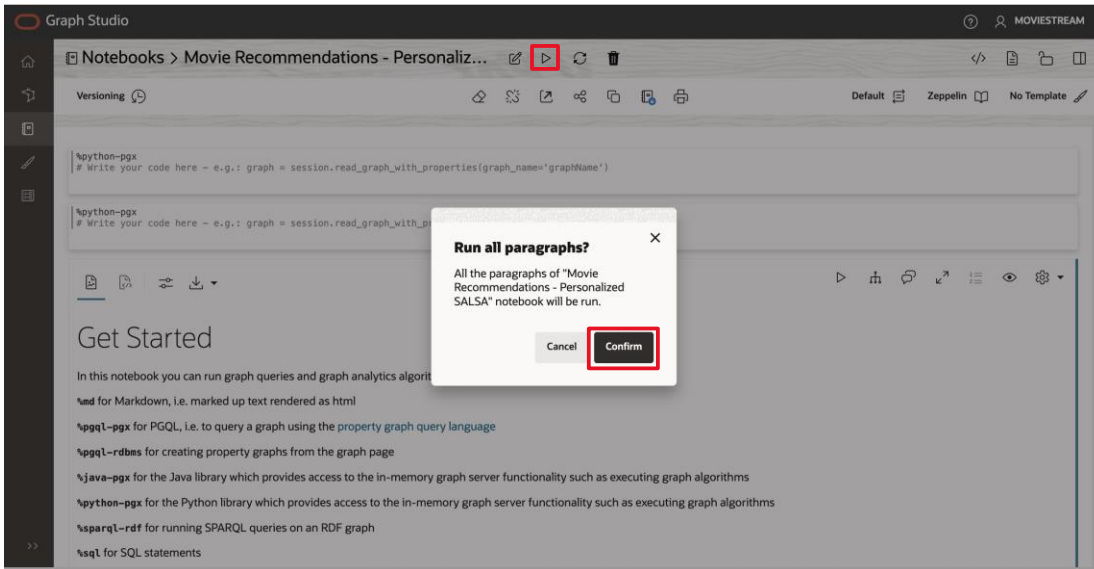 Graph Studio
MOVIESTREAM
Notebooks > Movie Recommendations - Personaliz...
Versioning
Default
Zeppelin
No Template
%python-pgx
# Write your code here - e.g.: graph = session.read_graph_with_properties(graph_name='graphName')
%python-pgx
# Write your code here - e.g.: graph = session.read_graph_with_p
Run all paragraphs?
All the paragraphs of "Movie
Recommendations - Personalized
SALSA" notebook will be run.
Cancel
Confirm
Get Started
In this notebook you can run graph queries and graph analytics algorit
%md for Markdown, i.e. marked up text rendered as html
%pgql-pgx for PGQL, i.e. to query a graph using the property graph query language
%pgql-rdbms for creating property graphs from the graph page
%java-pgx for the Java library which provides access to the in-memory graph server functionality such as executing graph algorithms
%python-pgx for the Python library which provides access to the in-memory graph server functionality such as executing graph algorithms
%sparql-rdf for running SPARQL queries on an RDF graph
%sql for SQL statements